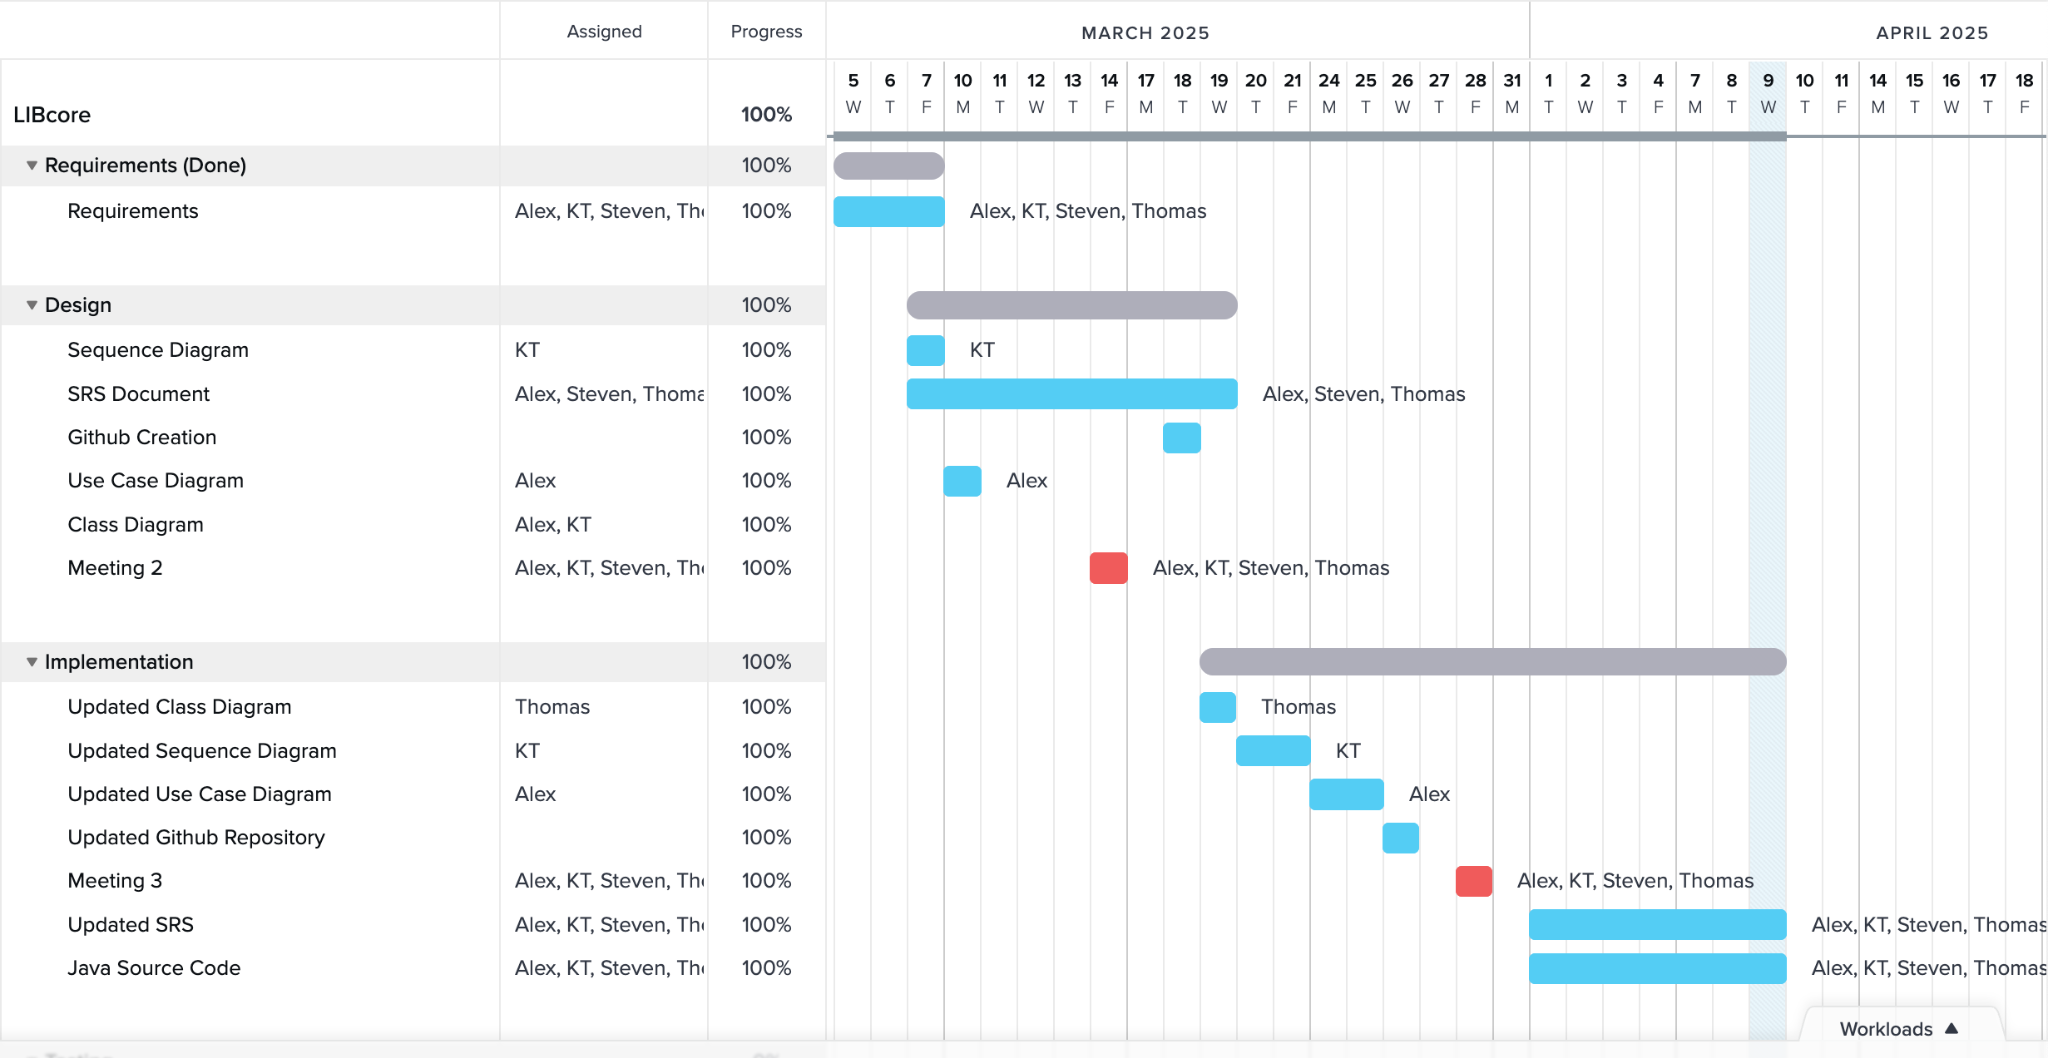 Assigned Progress MARCH 2025 APRIL 2025
5 6 7 10 11 12 13 14 17 18 19 20 21 24 25 26 27 28 31 1 2 3 4 7 8 9 10 11 14 15 16 17 18
W T F M T W T F M T W T F M T W T F M T W T F M T W T F M T W T F
LIBcore 100%
Requirements (Done) 100%
Requirements Alex, KT, Steven, Th 100% Alex, KT, Steven, Thomas
Design 100%
Sequence Diagram KT 100% KT
SRS Document Alex, Steven, Thoma 100% Alex, Steven, Thomas
Github Creation 100%
Use Case Diagram Alex 100% Alex
Class Diagram Alex, KT 100%
Meeting 2 Alex, KT, Steven, Th 100% Alex, KT, Steven, Thomas
Implementation 100%
Updated Class Diagram Thomas 100% Thomas
Updated Sequence Diagram KT 100% KT
Updated Use Case Diagram Alex 100% Alex
Updated Github Repository 100%
Meeting 3 Alex, KT, Steven, Th 100% Alex, KT, Steven, Thomas
Updated SRS Alex, KT, Steven, Th 100% Alex, KT, Steven, Thomas
Java Source Code Alex, KT, Steven, Th 100% Alex, KT, Steven, Thomas
Workloads